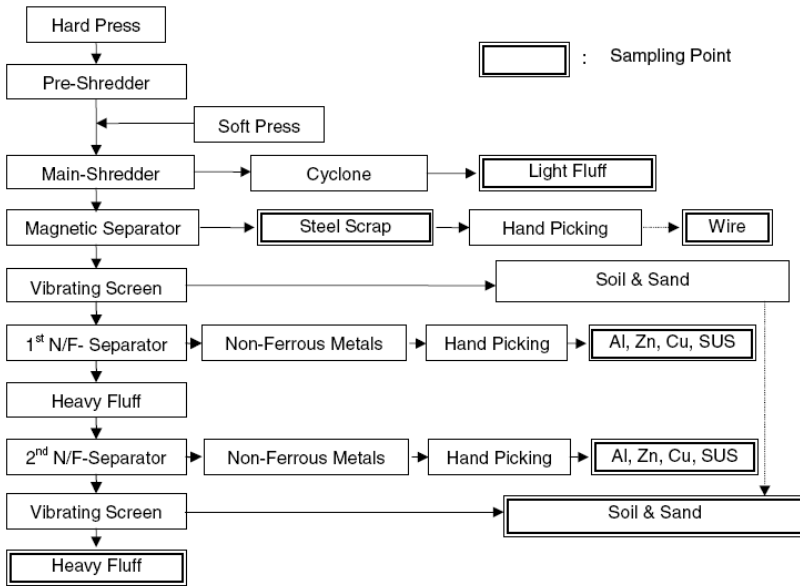 Hard Press
: Sampling Point
Pre-Shredder
Soft Press
Main-Shredder
Cyclone
Light Fluff
Magnetic Separator
Steel Scrap
Hand Picking
Wire
Vibrating Screen
Soil & Sand
1st N/F- Separator
Non-Ferrous Metals
Hand Picking
Al, Zn, Cu, SUS
Heavy Fluff
2nd N/F-Separator
Non-Ferrous Metals
Hand Picking
Al, Zn, Cu, SUS
Vibrating Screen
Soil & Sand
Heavy Fluff